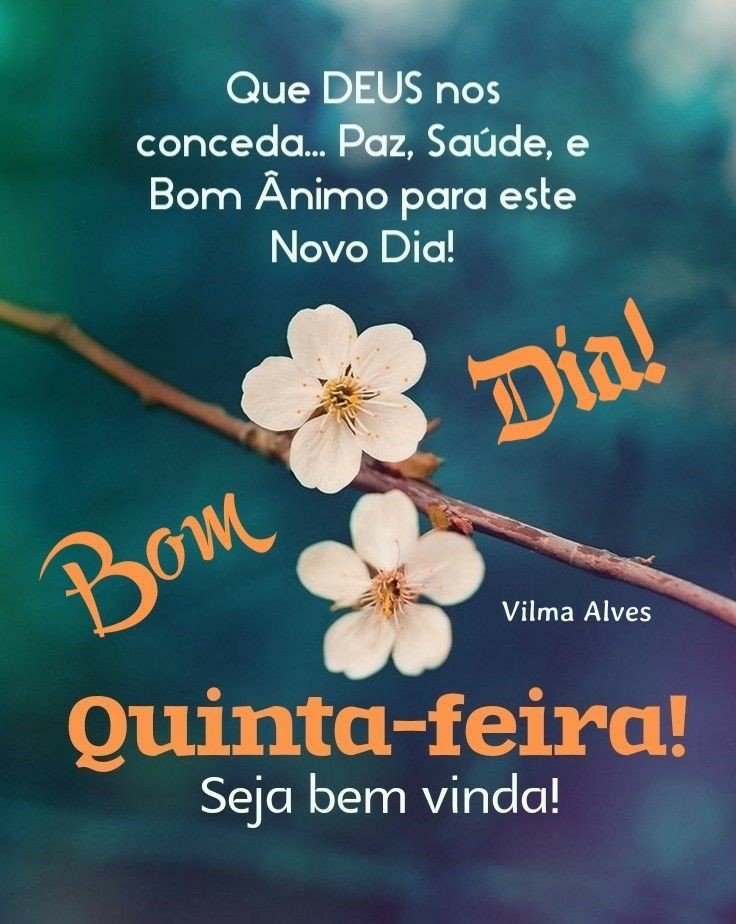 Que DEUS nos
conceda... Paz, Saúde, e
Bom Ânimo para este
Novo Dia!
Bom
Dia!
Vilma Alves
Quinta-feira!
Seja bem vinda!